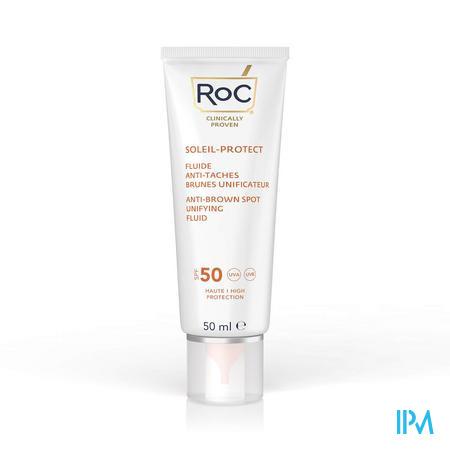 RoC
CLINICALLY
PROVEN
SOLEIL-PROTECT
FLUIDE
ANTI-TACHES
BRUNES UNIFICATEUR
ANTI-BROWN SPOT
UNIFYING
FLUID
SPF 50 UVA UVB
HAUTE I HIGH
PROTECTION
50 ml e
IPM